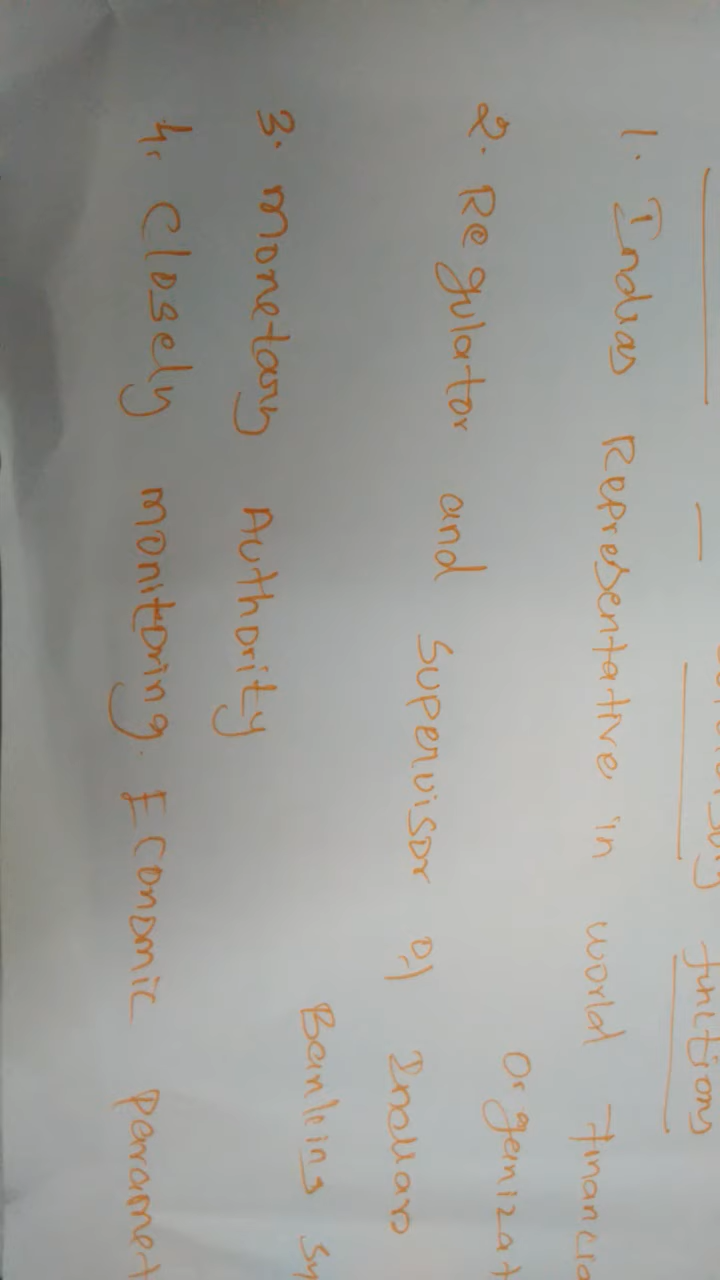 functions
1. Indias Representative in world financia
Organizat
2. Regulator and Supervisor of Indian
Banking Sy
3. monetary Authority
4. closely monitoring. Economic paramet